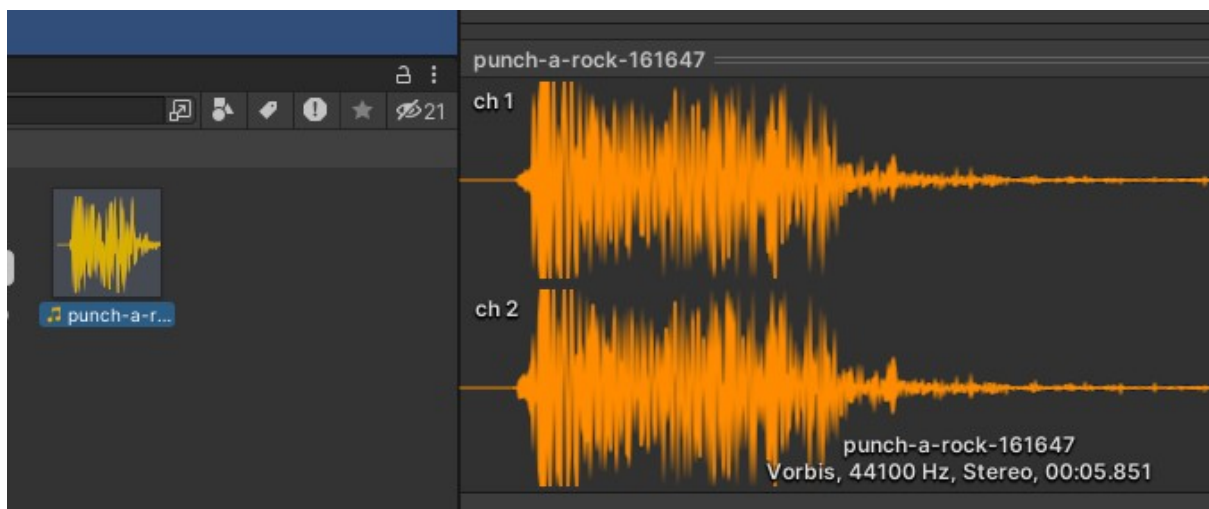 21
punch-a-r...
punch-a-rock-161647
ch 1
ch 2
punch-a-rock-161647
Vorbis, 44100 Hz, Stereo, 00:05.851